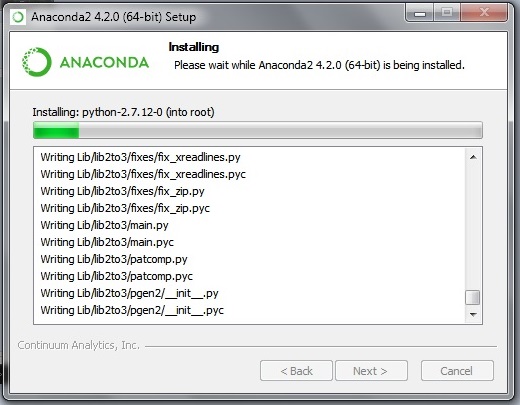 Anaconda2 4.2.0 (64-bit) Setup
Installing
Please wait while Anaconda2 4.2.0 (64-bit) is being installed.
ANACONDA
Installing: python-2.7.12-0 (into root)
Writing Lib/lib2to3/fixes/fix_xreadlines.py
Writing Lib/lib2to3/fixes/fix_xreadlines.pyc
Writing Lib/lib2to3/fixes/fix_zip.py
Writing Lib/lib2to3/fixes/fix_zip.pyc
Writing Lib/lib2to3/main.py
Writing Lib/lib2to3/main.pyc
Writing Lib/lib2to3/patcomp.py
Writing Lib/lib2to3/patcomp.pyc
Writing Lib/lib2to3/pgen2/__init__.py
Writing Lib/lib2to3/pgen2/__init__.pyc
Continuum Analytics, Inc.
< Back
Next >
Cancel